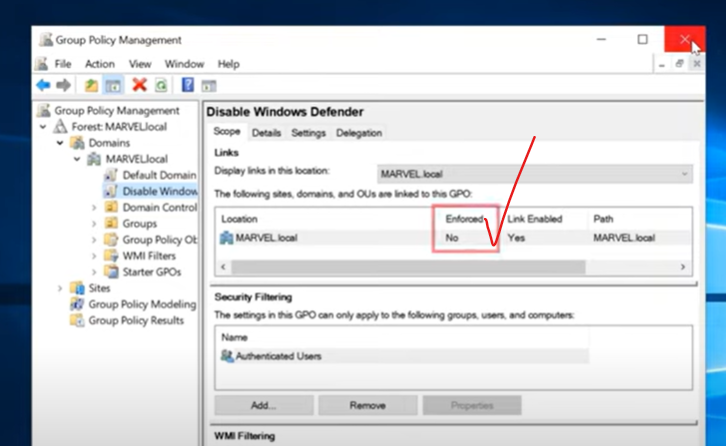 Group Policy Management
File Action View Window Help
Group Policy Management
Forest: MARVEL.local
Domains
MARVEL.local
Default Domain
Disable Window
Domain Control
Groups
Group Policy Ob
WMI Filters
Starter GPOs
Sites
Group Policy Modeling
Group Policy Results
Disable Windows Defender
Scope Details Settings Delegation
Links
Display links in this location: MARVEL.local
The following sites, domains, and OUs are linked to this GPO:
Location Enforced Link Enabled Path
MARVEL.local No Yes MARVEL.local
Security Filtering
The settings in this GPO can only apply to the following groups, users, and computers:
Name
Authenticated Users
Add... Remove Properties
WMI Filtering